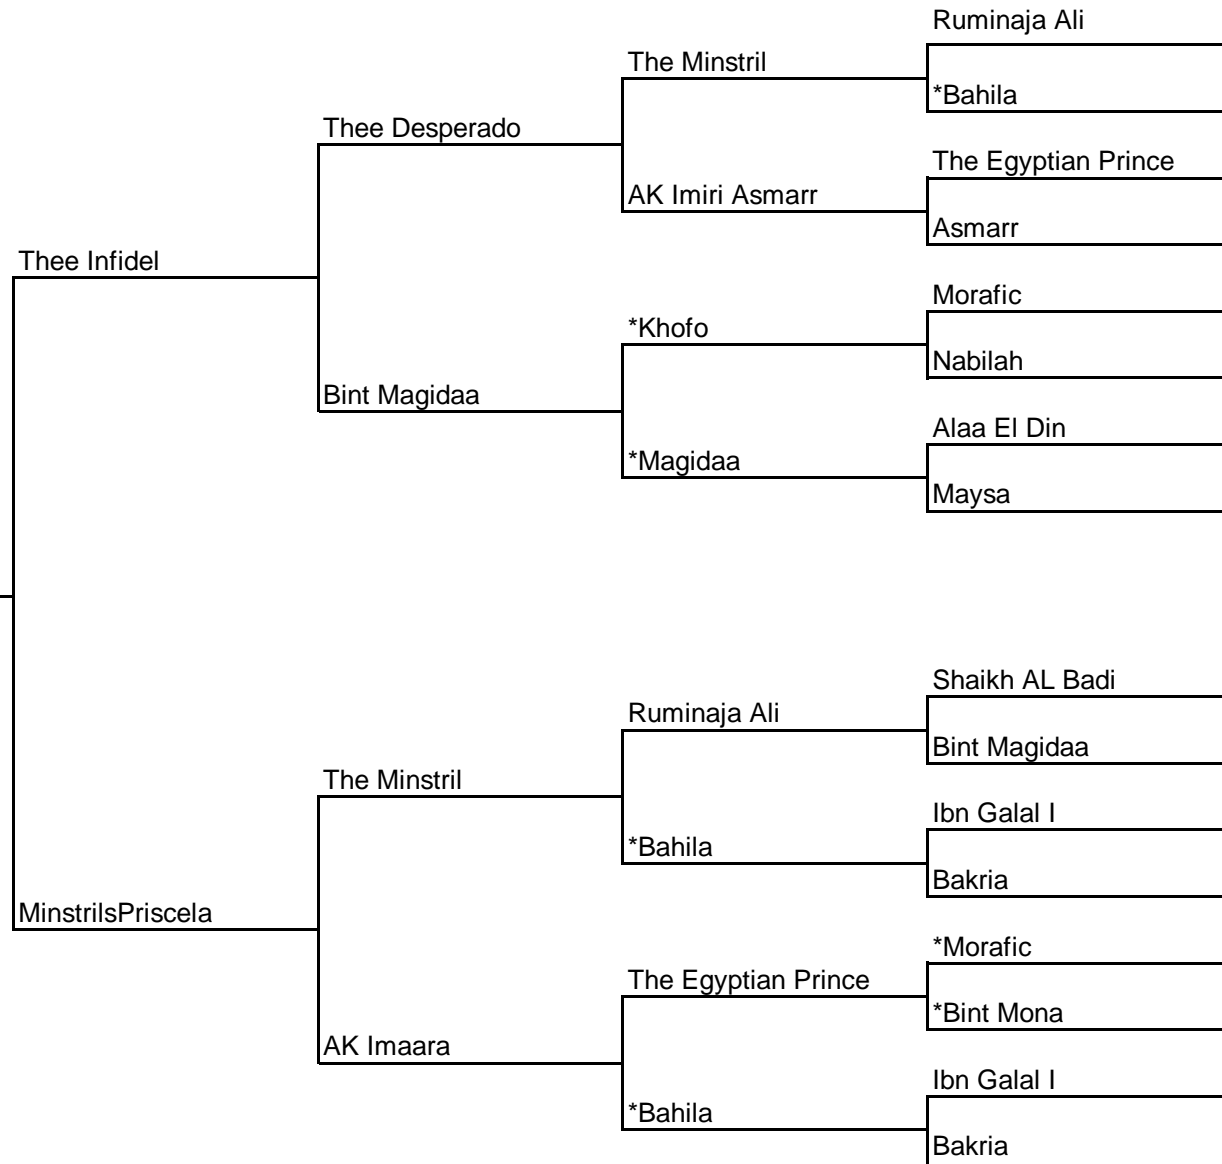 Ruminaja Ali
The Minstril
*Bahila
Thee Desperado
The Egyptian Prince
AK Imiri Asmarr
Asmarr
Thee Infidel
Morafic
*Khofo
Nabilah
Bint Magidaa
Alaa El Din
*Magidaa
Maysa
Shaikh AL Badi
Ruminaja Ali
Bint Magidaa
The Minstril
Ibn Galal I
*Bahila
Bakria
MinstrilsPriscela
*Morafic
The Egyptian Prince
*Bint Mona
AK Imaara
Ibn Galal I
*Bahila
Bakria